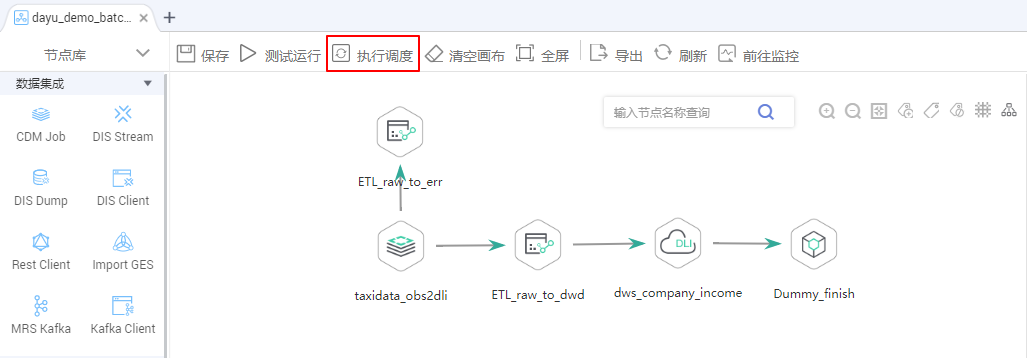 dayu_demo_batc...
节点库
保存
测试运行
执行调度
清空画布
全屏
导出
刷新
前往监控
数据集成
CDM Job
DIS Stream
DIS Dump
DIS Client
Rest Client
Import GES
MRS Kafka
Kafka Client
输入节点名称查询
ETL_raw_to_err
taxidata_obs2dli
ETL_raw_to_dwd
DLI
dws_company_income
Dummy_finish